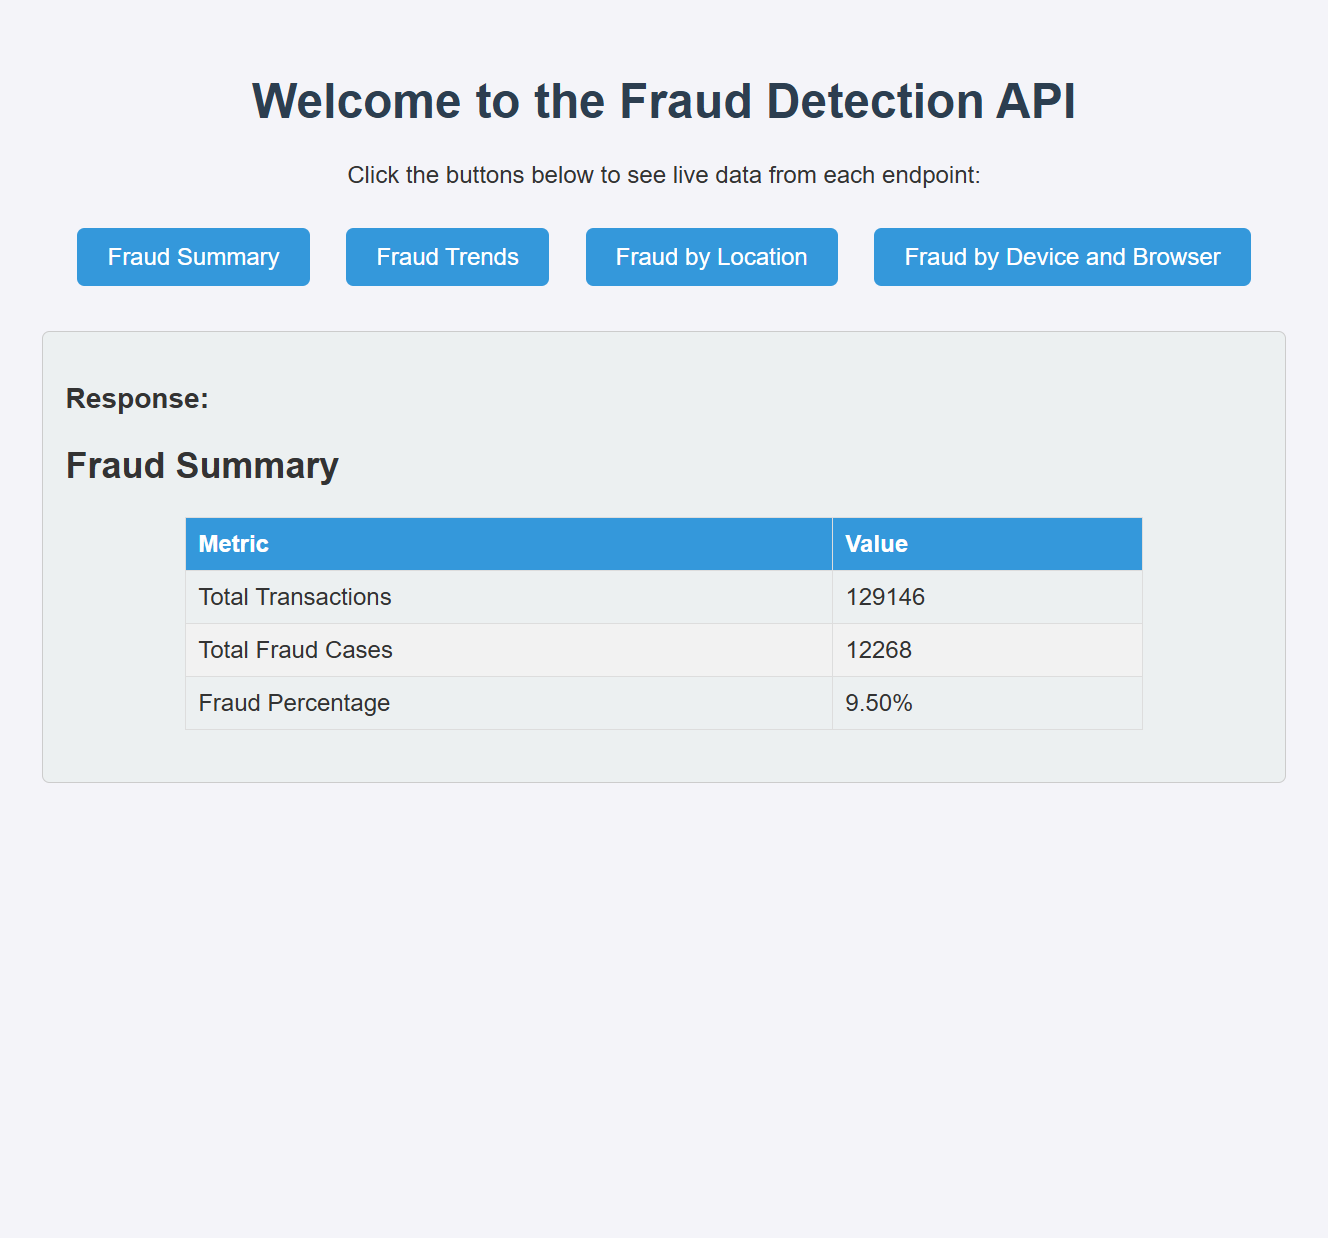 Welcome to the Fraud Detection API
Click the buttons below to see live data from each endpoint:
Fraud Summary Fraud Trends Fraud by Location Fraud by Device and Browser
Response:
Fraud Summary
Metric Value
Total Transactions 129146
Total Fraud Cases 12268
Fraud Percentage 9.50%